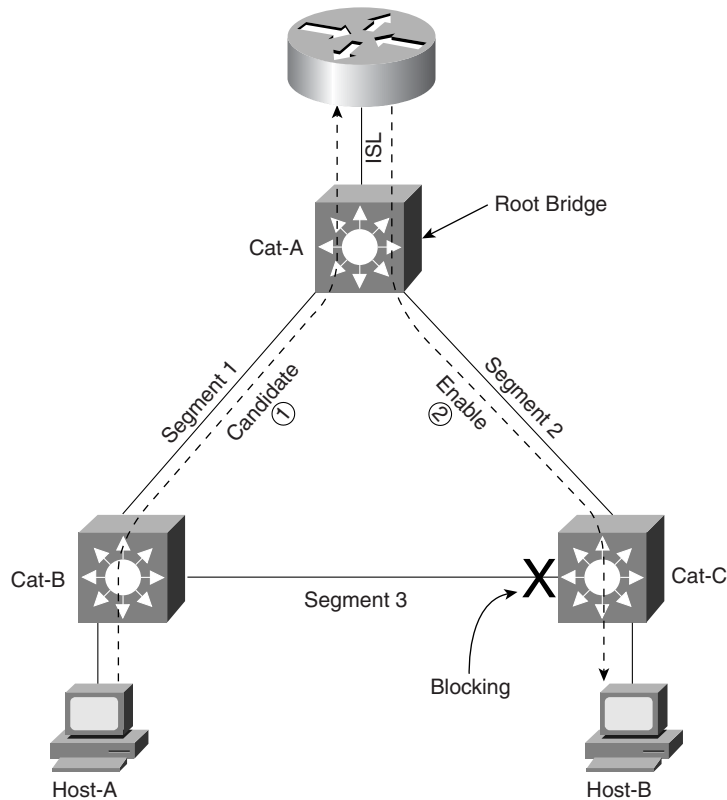 ISL
Root Bridge
Cat-A
Segment 1
Candidate
1
Enable
2
Segment 2
Cat-B
Segment 3
Cat-C
Blocking
Host-A
Host-B